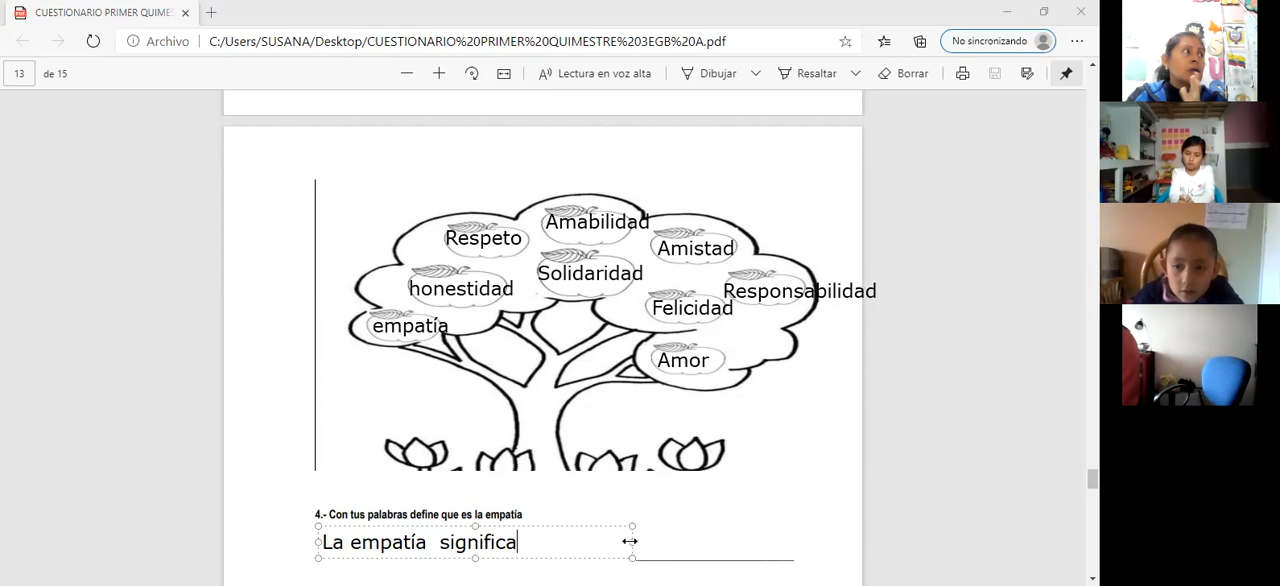 CUESTIONARIO PRIMER QUIMES
Archivo C:/Users/SUSANA/Desktop/CUESTIONARIO%20PRIMER%20QUIMESTRE%203EGB%20A.pdf No sincronizando
13 de 15 Lectura en voz alta Dibujar Resaltar Borrar
Amabilidad
Respeto
Amistad
Solidaridad
honestidad
Responsabilidad
Felicidad
empatía
Amor
4.- Con tus palabras define que es la empatía
La empatía significa